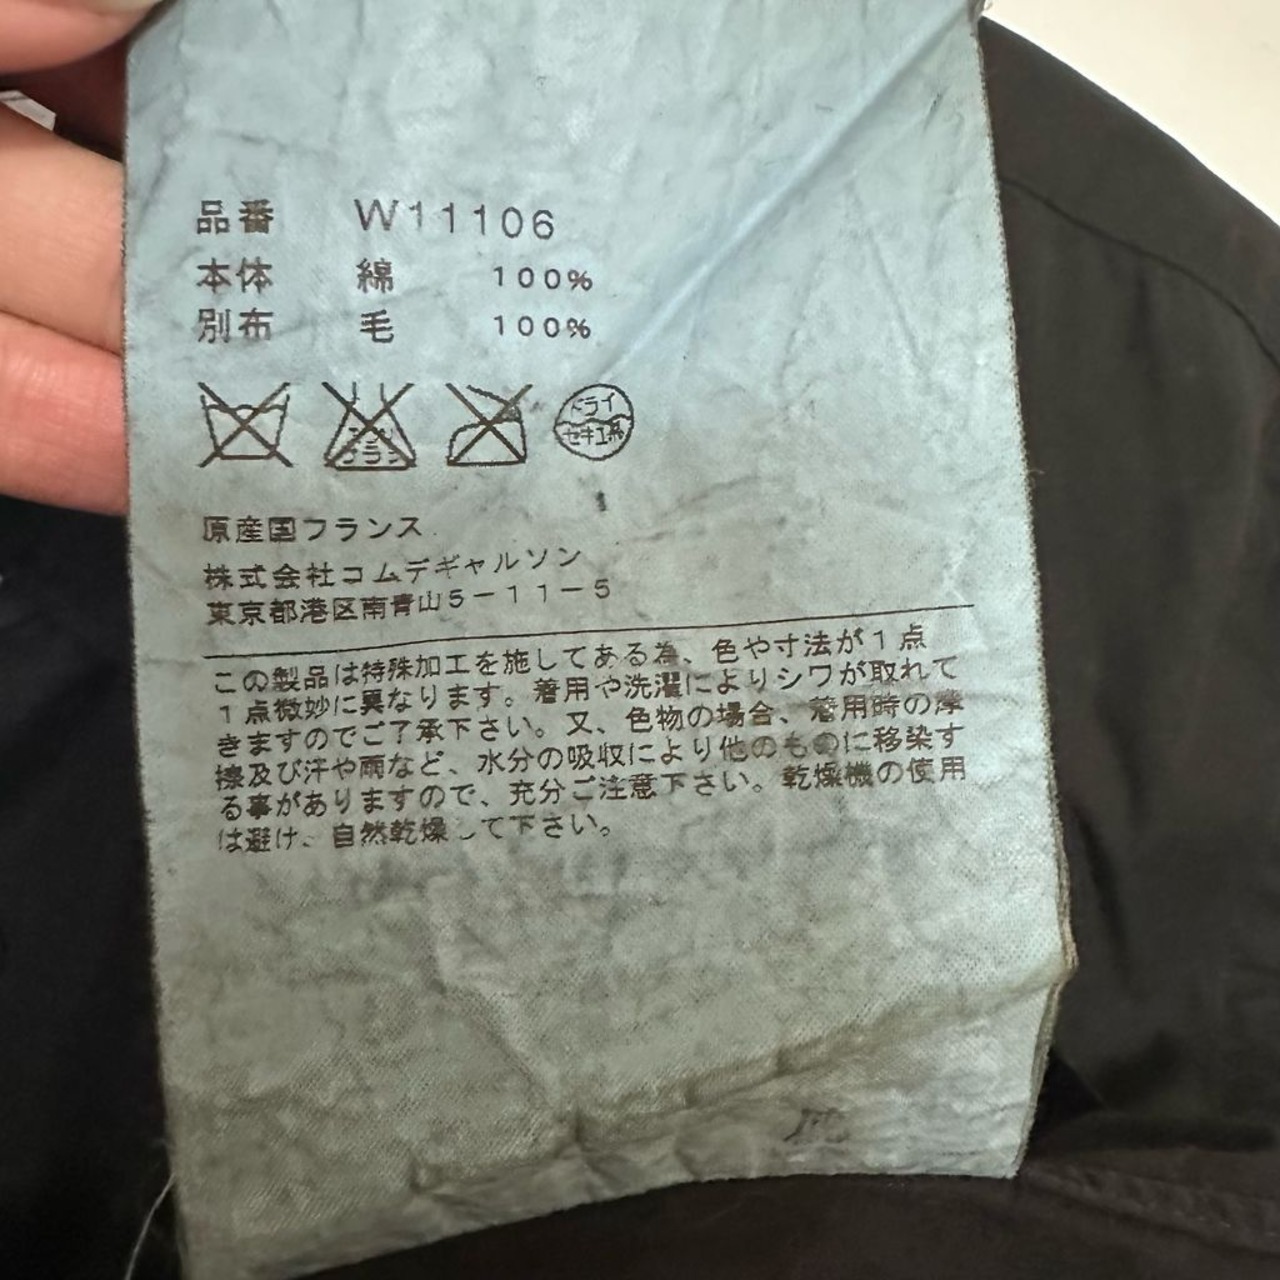 品番 W11106
本体 綿 100%
別布 毛 100%
エンソ サラシ
ドライ
セキユ系
原産国フランス
株式会社コムデギャルソン
東京都港区南青山5-11-5
この製品は特殊加工を施してある為、色や寸法が1点
1点微妙に異なります。着用や洗濯によりシワが取れて
きますのでご了承下さい。又、色物の場合、着用時の摩
擦及び汗や雨など、水分の吸収により他のものに移染す
る事がありますので、充分ご注意下さい。乾燥機の使用
は避け、自然乾燥して下さい。